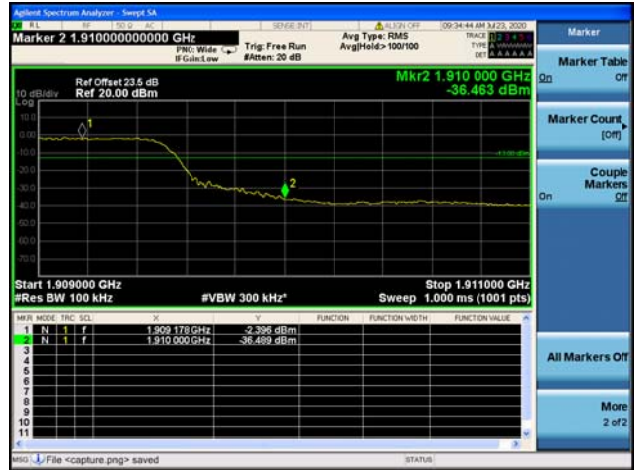 Agilent Spectrum Analyzer - Swept SA
RL RF 50 Ω AC SENSE:INT ALIGN OFF 09:34:44 AM Jul 23, 2020
Marker 2 1.910000000000 GHz
PNO: Wide
IFGain:Low
Trig: Free Run
#Atten: 20 dB
Avg Type: RMS
Avg|Hold:>100/100
TRACE 1 2 3 4 5 6
TYPE
DET A A A A A A
Mkr2 1.910 000 GHz
-36.463 dBm
Ref Offset 23.5 dB
10 dB/div Ref 20.00 dBm
Log
10.0
0.00
-10.0
-20.0
-30.0
-40.0
-50.0
-60.0
-70.0
1
2
-13.00 dBm
Start 1.909000 GHz
Stop 1.911000 GHz
#Res BW 100 kHz
#VBW 300 kHz*
Sweep 1.000 ms (1001 pts)
MKR MODE TRC SCL X Y FUNCTION FUNCTION WIDTH FUNCTION VALUE
1 N 1 f 1.909 178 GHz -2.396 dBm
2 N 1 f 1.910 000 GHz -36.489 dBm
3
4
5
6
7
8
9
10
11
MSG File <capture.png> saved STATUS
Marker
Marker Table
On Off
Marker Count
[Off]
Couple
Markers
On Off
All Markers Off
More
2 of 2